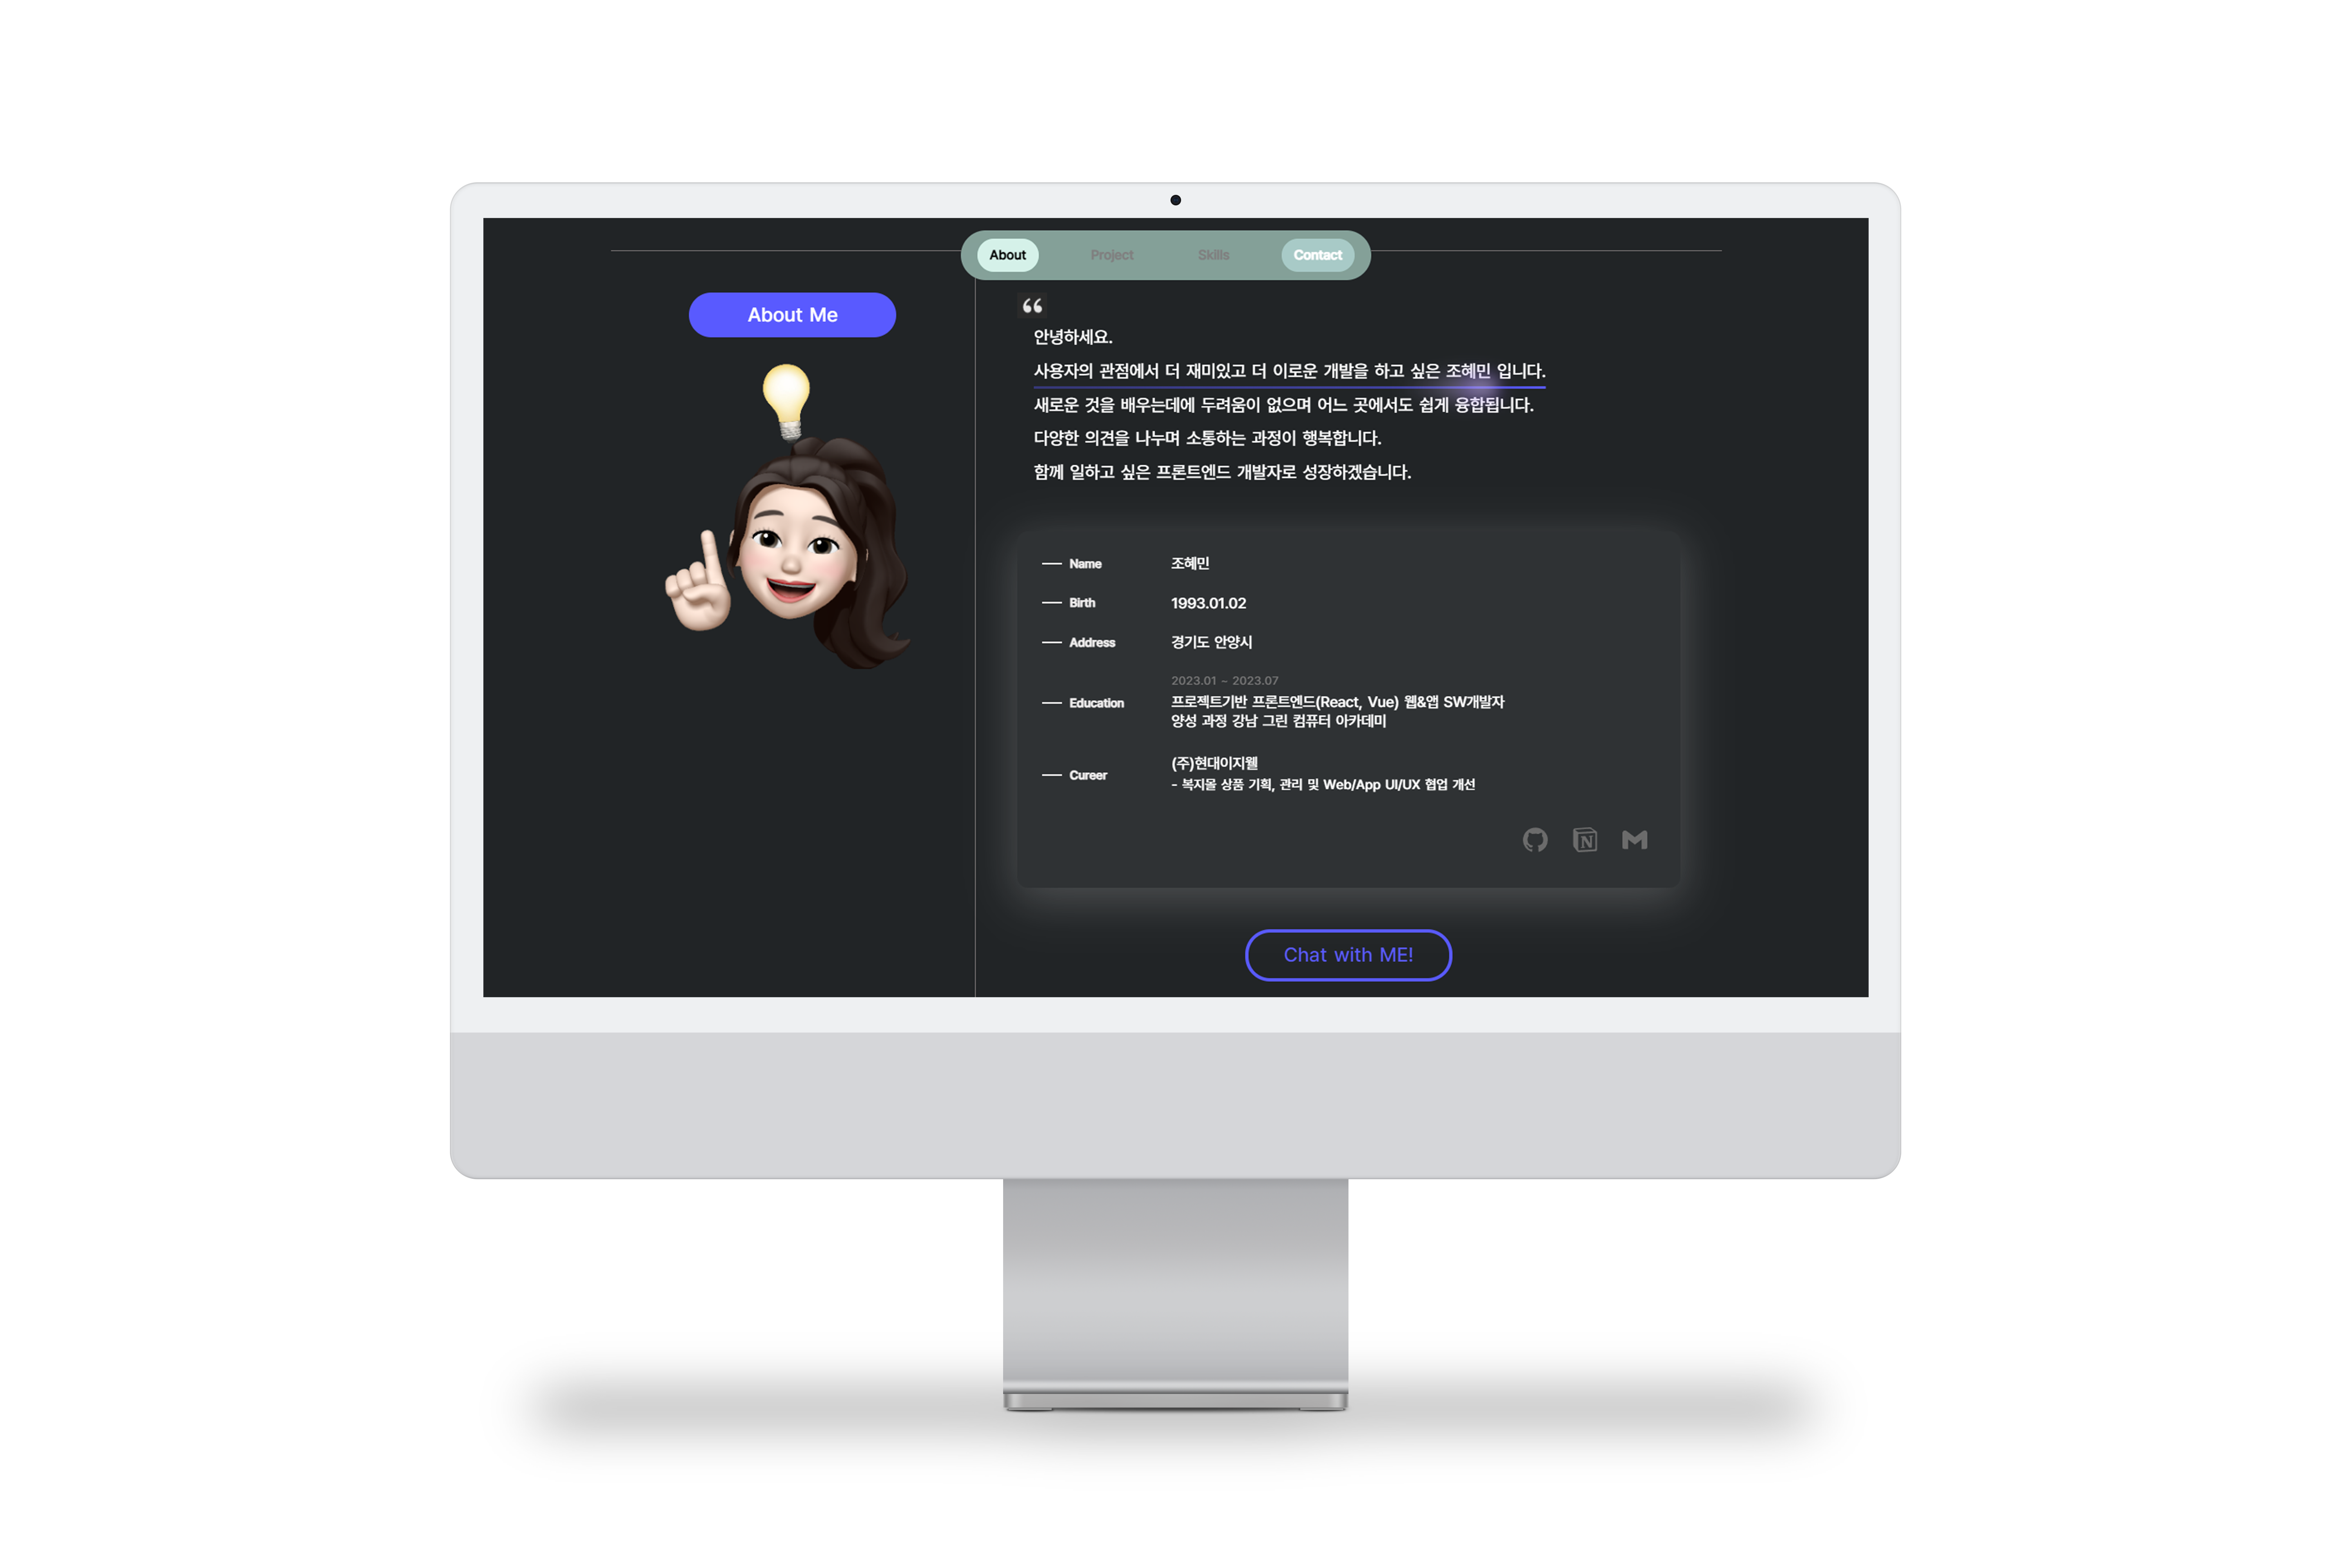 About Project Skills Contact
About Me
“
안녕하세요.
사용자의 관점에서 더 재미있고 더 이로운 개발을 하고 싶은 조혜민 입니다.
새로운 것을 배우는데에 두려움이 없으며 어느 곳에서도 쉽게 융합됩니다.
다양한 의견을 나누며 소통하는 과정이 행복합니다.
함께 일하고 싶은 프론트엔드 개발자로 성장하겠습니다.
Name 조혜민
Birth 1993.01.02
Address 경기도 안양시
2023.01 ~ 2023.07
Education 프로젝트기반 프론트엔드(React, Vue) 웹&앱 SW개발자
양성 과정 강남 그린 컴퓨터 아카데미
(주)현대이지웰
Cureer
- 복지몰 상품 기획, 관리 및 Web/App UI/UX 협업 개선
N
Chat with ME!